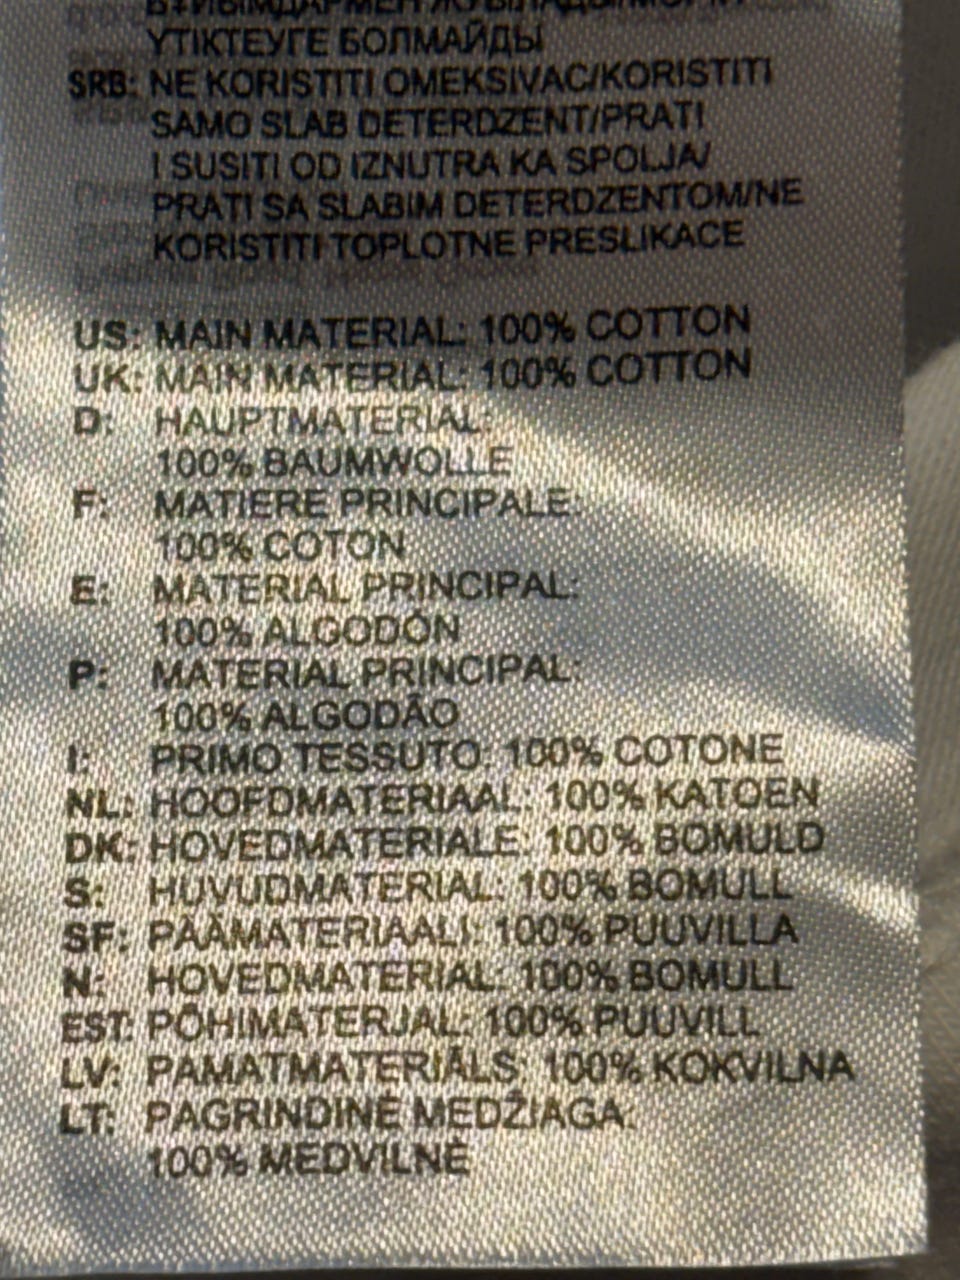 УТІКТЕУГЕ БОЛМАЙДЫ
SRB: NE KORISTITI OMEKSIVAC/KORISTITI
SAMO SLAB DETERDZENT/PRATI
I SUSITI OD IZNUTRA KA SPOLJA/
PRATI SA SLABIM DETERDZENTOM/NE
KORISTITI TOPLOTNE PRESLIKACE
US: MAIN MATERIAL: 100% COTTON
UK: MAIN MATERIAL: 100% COTTON
D: HAUPTMATERIAL:
100% BAUMWOLLE
F: MATIERE PRINCIPALE:
100% COTON
E: MATERIAL PRINCIPAL:
100% ALGODÓN
P: MATERIAL PRINCIPAL:
100% ALGODÃO
I: PRIMO TESSUTO: 100% COTONE
NL: HOOFDMATERIAAL: 100% KATOEN
DK: HOVEDMATERIALE: 100% BOMULD
S: HUVUDMATERIAL: 100% BOMULL
SF: PÄÄMATERIAALI: 100% PUUVILLA
N: HOVEDMATERIAL: 100% BOMULL
EST: PÕHIMATERJAL: 100% PUUVILL
LV: PAMATMATERIĀLS: 100% KOKVILNA
LT: PAGRINDINĖ MEDŽIAGA:
100% MEDVILNĖ